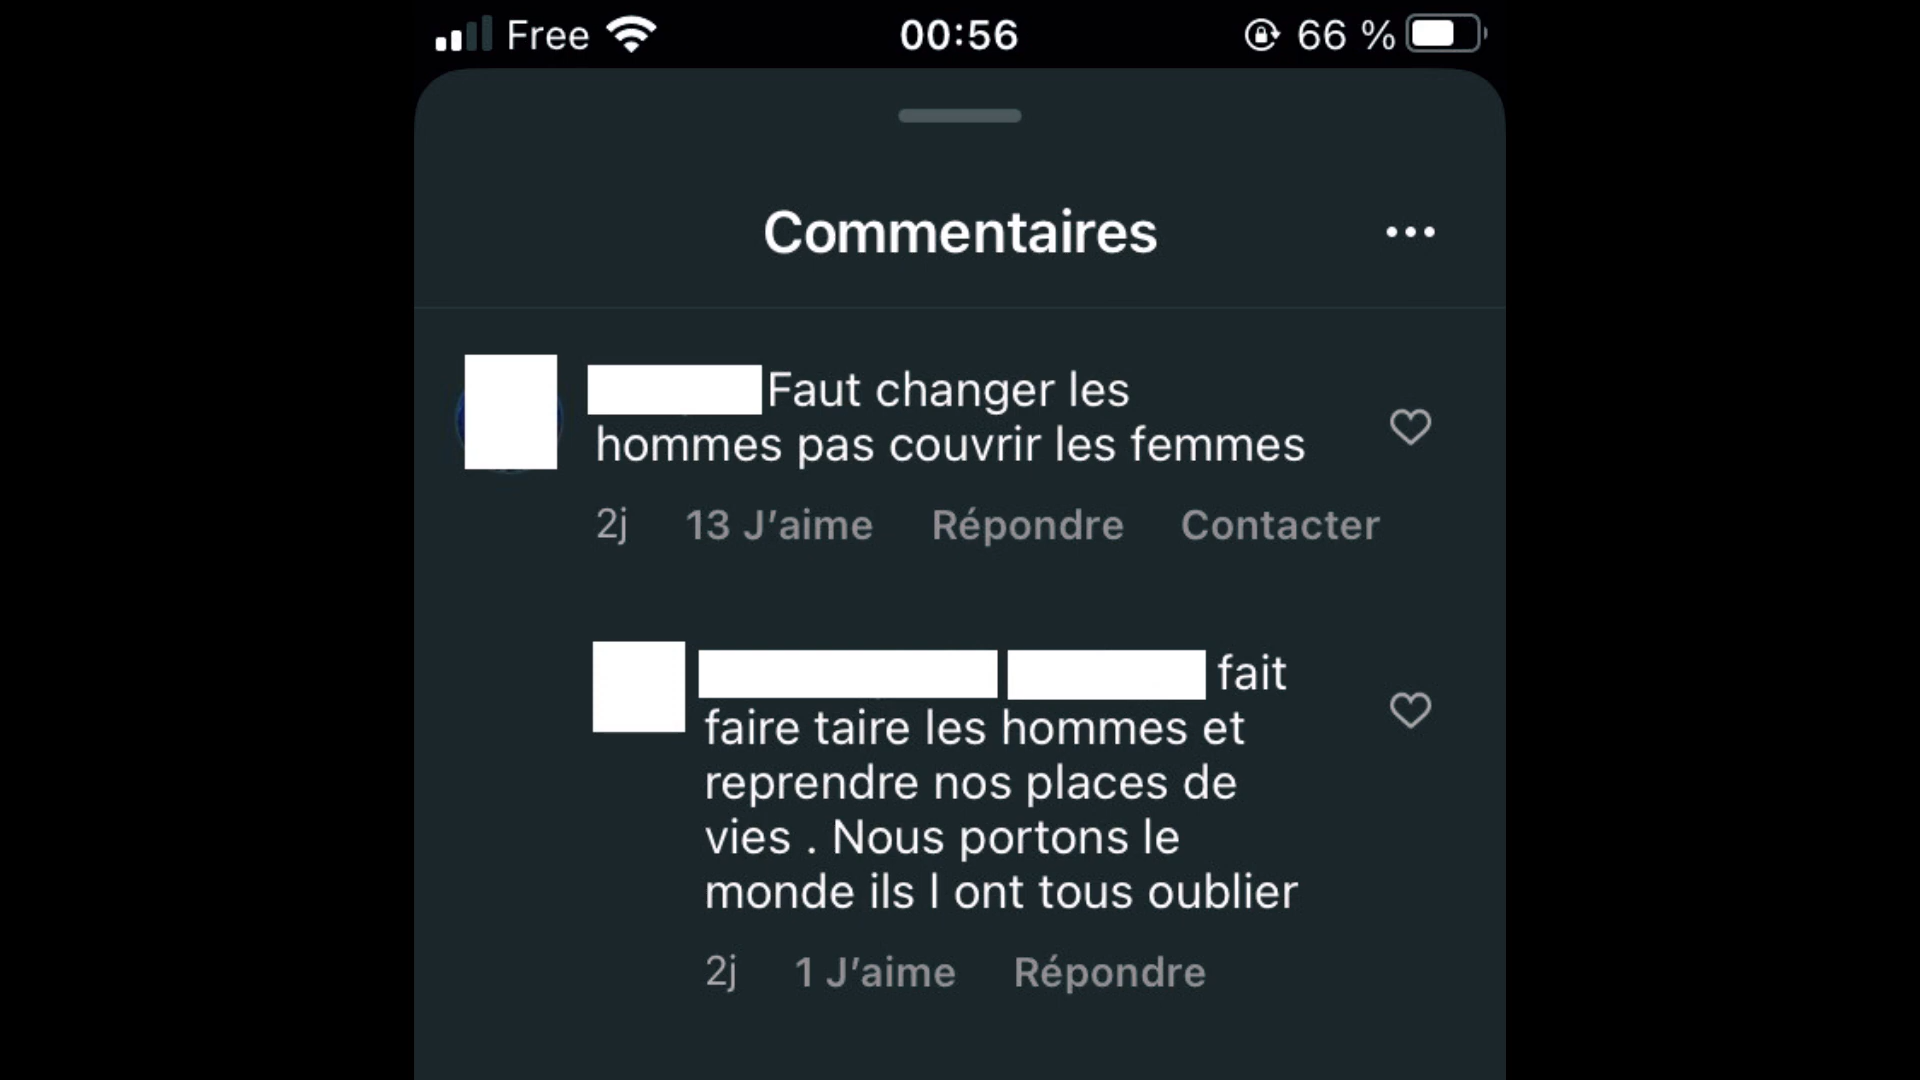 Free 00:56 66 %
Commentaires
Faut changer les
hommes pas couvrir les femmes
2j 13 J’aime Répondre Contacter
fait
faire taire les hommes et
reprendre nos places de
vies . Nous portons le
monde ils l ont tous oublier
2j 1 J’aime Répondre